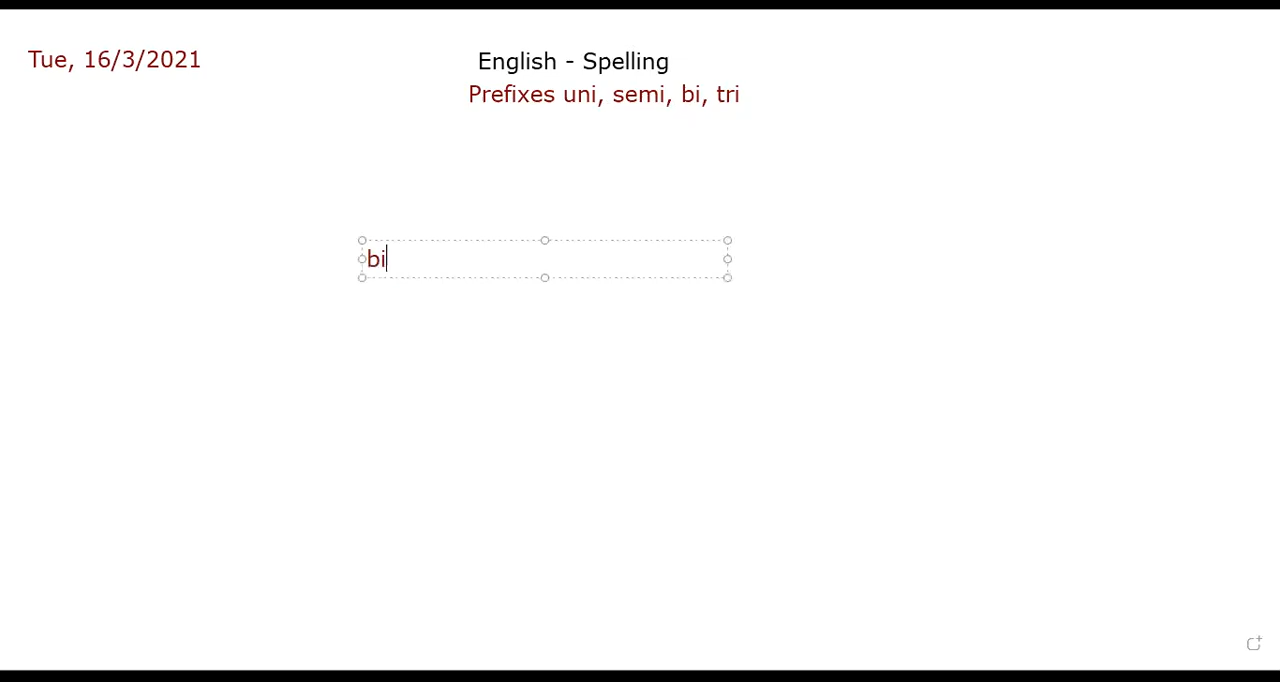 Tue, 16/3/2021
English - Spelling
Prefixes uni, semi, bi, tri
bi